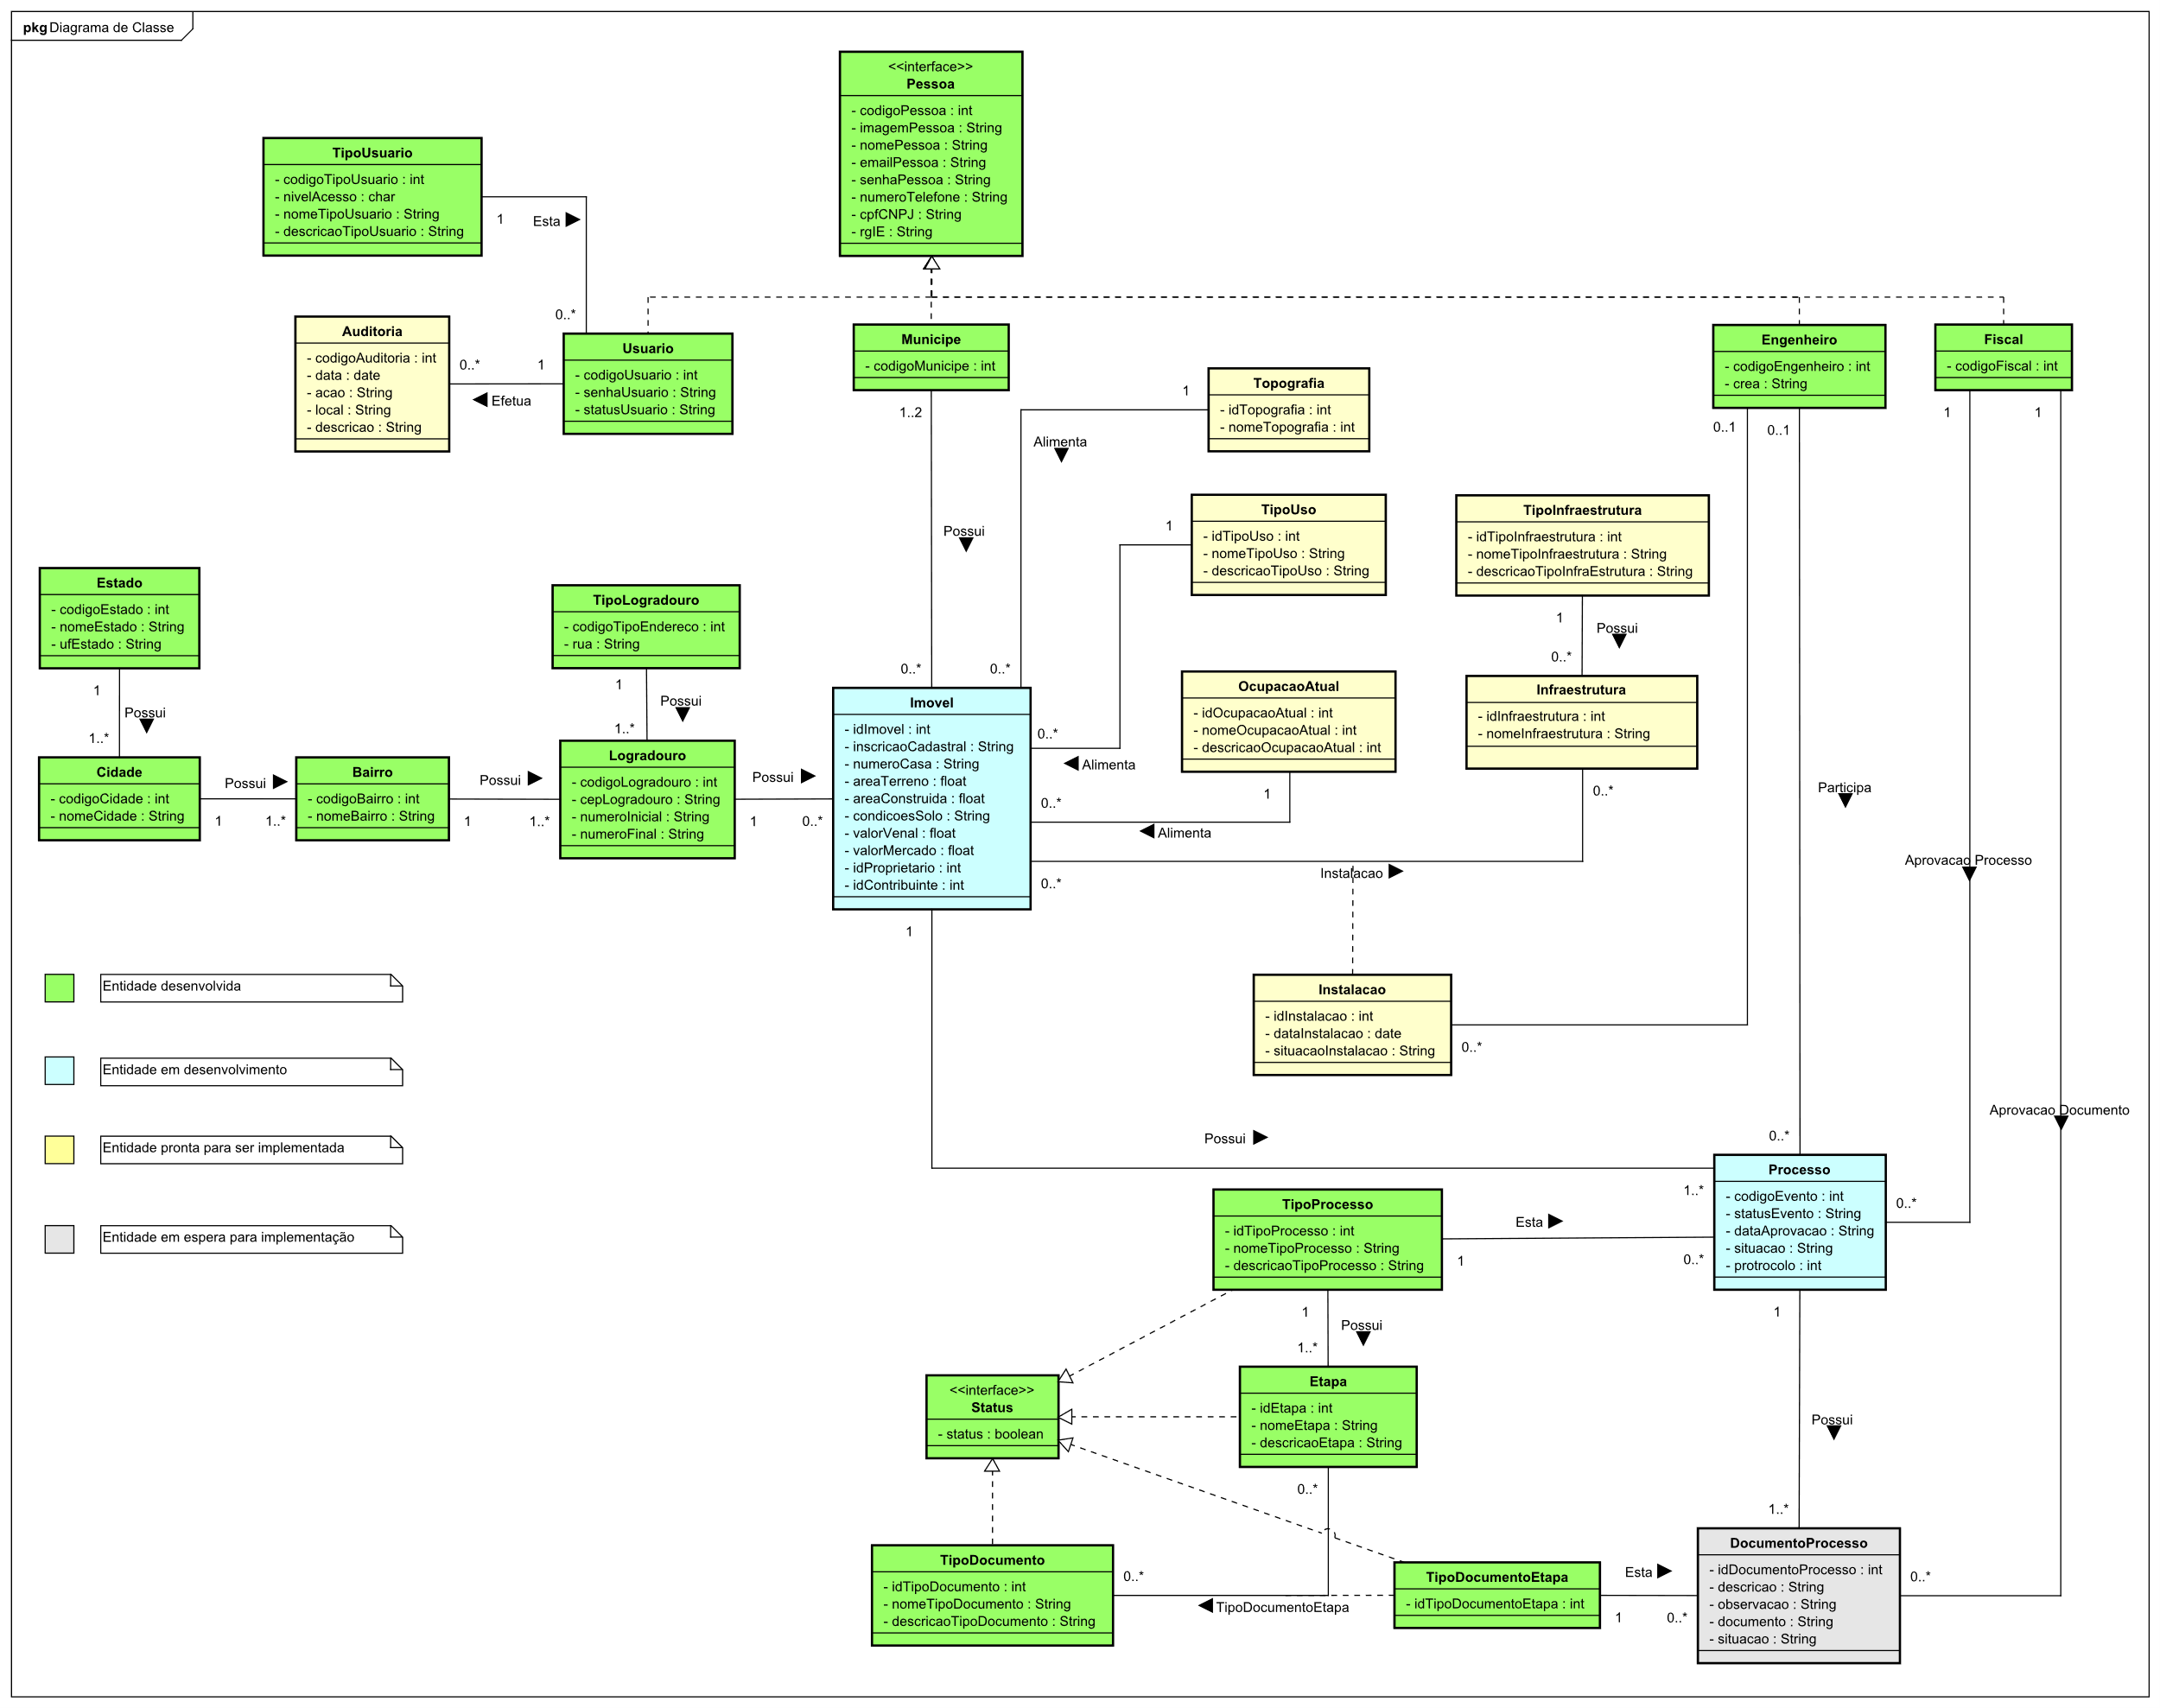 pkg Diagrama de Classe
<<interface>>
Pessoa
- codigoPessoa : int
- imagemPessoa : String
- nomePessoa : String
- emailPessoa : String
- senhaPessoa : String
- numeroTelefone : String
- cpfCNPJ : String
- rgIE : String
TipoUsuario
- codigoTipoUsuario : int
- nivelAcesso : char
- nomeTipoUsuario : String
- descricaoTipoUsuario : String
1
Esta
0..*
Auditoria
- codigoAuditoria : int
- data : date
- acao : String
- local : String
- descricao : String
0..*
1
Efetua
Usuario
- codigoUsuario : int
- senhaUsuario : String
- statusUsuario : String
Municipe
- codigoMunicipe : int
1..2
Possui
0..*
Topografia
- idTopografia : int
- nomeTopografia : int
1
Alimenta
0..*
Engenheiro
- codigoEngenheiro : int
- crea : String
0..1
0..1
Fiscal
- codigoFiscal : int
1
1
TipoUso
- idTipoUso : int
- nomeTipoUso : String
- descricaoTipoUso : String
1
0..*
Alimenta
TipoInfraestrutura
- idTipoInfraestrutura : int
- nomeTipoInfraestrutura : String
- descricaoTipoInfraEstrutura : String
1
Possui
0..*
Estado
- codigoEstado : int
- nomeEstado : String
- ufEstado : String
1
Possui
1..*
TipoLogradouro
- codigoTipoEndereco : int
- rua : String
1
Possui
1..*
Cidade
- codigoCidade : int
- nomeCidade : String
Possui
1
1..*
Bairro
- codigoBairro : int
- nomeBairro : String
Possui
1
1..*
Logradouro
- codigoLogradouro : int
- cepLogradouro : String
- numeroInicial : String
- numeroFinal : String
Possui
1
0..*
Imovel
- idImovel : int
- inscricaoCadastral : String
- numeroCasa : String
- areaTerreno : float
- areaConstruida : float
- condicoesSolo : String
- valorVenal : float
- valorMercado : float
- idProprietario : int
- idContribuinte : int
OcupacaoAtual
- idOcupacaoAtual : int
- nomeOcupacaoAtual : int
- descricaoOcupacaoAtual : int
1
0..*
Alimenta
Infraestrutura
- idInfraestrutura : int
- nomeInfraestrutura : String
0..*
0..*
Instalacao
Participa
Aprovacao Processo
1
Instalacao
- idInstalacao : int
- dataInstalacao : date
- situacaoInstalacao : String
0..*
Entidade desenvolvida
Entidade em desenvolvimento
Entidade pronta para ser implementada
Entidade em espera para implementação
Aprovacao Documento
Possui
0..*
1..*
Processo
- codigoEvento : int
- statusEvento : String
- dataAprovacao : String
- situacao : String
- protrocolo : int
0..*
TipoProcesso
- idTipoProcesso : int
- nomeTipoProcesso : String
- descricaoTipoProcesso : String
Esta
1
0..*
1
Possui
1..*
1
Possui
1..*
<<interface>>
Status
- status : boolean
Etapa
- idEtapa : int
- nomeEtapa : String
- descricaoEtapa : String
0..*
TipoDocumento
- idTipoDocumento : int
- nomeTipoDocumento : String
- descricaoTipoDocumento : String
0..*
TipoDocumentoEtapa
TipoDocumentoEtapa
- idTipoDocumentoEtapa : int
Esta
1
0..*
DocumentoProcesso
- idDocumentoProcesso : int
- descricao : String
- observacao : String
- documento : String
- situacao : String
0..*